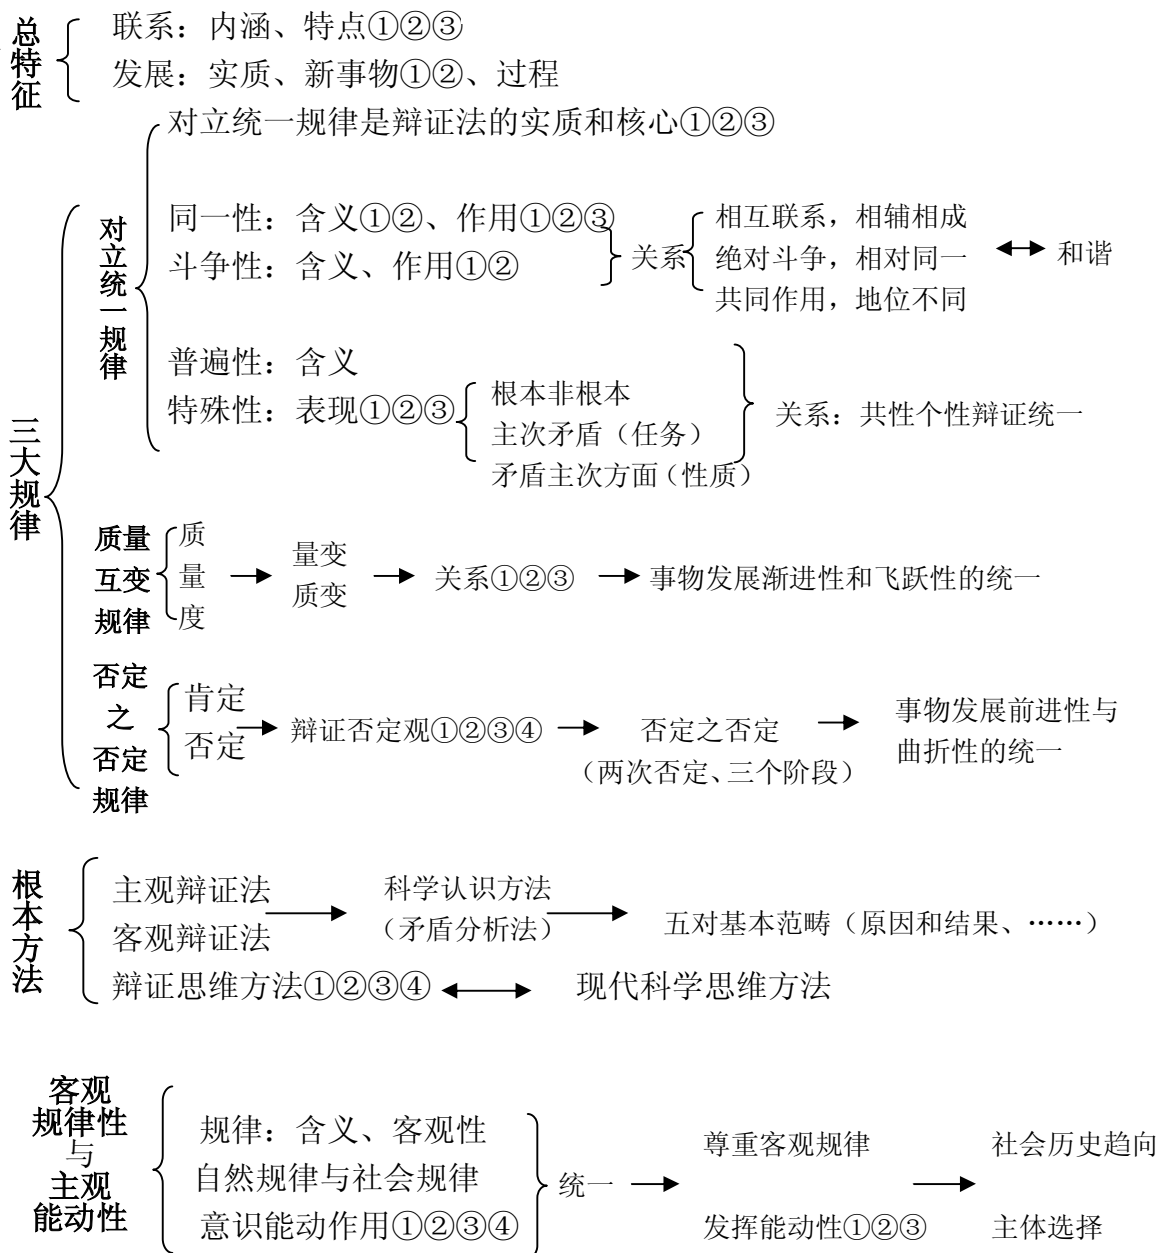 总特征
联系：内涵、特点①②③
发展：实质、新事物①②、过程
三大规律
对立统一规律
对立统一规律是辩证法的实质和核心①②③
同一性：含义①②、作用①②③
斗争性：含义、作用①②
关系
相互联系，相辅相成
绝对斗争，相对同一
共同作用，地位不同
和谐
普遍性：含义
特殊性：表现①②③
根本非根本
主次矛盾（任务）
矛盾主次方面（性质）
关系：共性个性辩证统一
质量
互变
规律
质
量
度
量变
质变
关系①②③
事物发展渐进性和飞跃性的统一
否定
之
否定
规律
肯定
否定
辩证否定观①②③④
否定之否定
（两次否定、三个阶段）
事物发展前进性与
曲折性的统一
根本方法
主观辩证法
客观辩证法
科学认识方法
（矛盾分析法）
五对基本范畴（原因和结果、……）
辩证思维方法①②③④
现代科学思维方法
客观
规律性
与
主观
能动性
规律：含义、客观性
自然规律与社会规律
意识能动作用①②③④
统一
尊重客观规律
发挥能动性①②③
社会历史趋向
主体选择